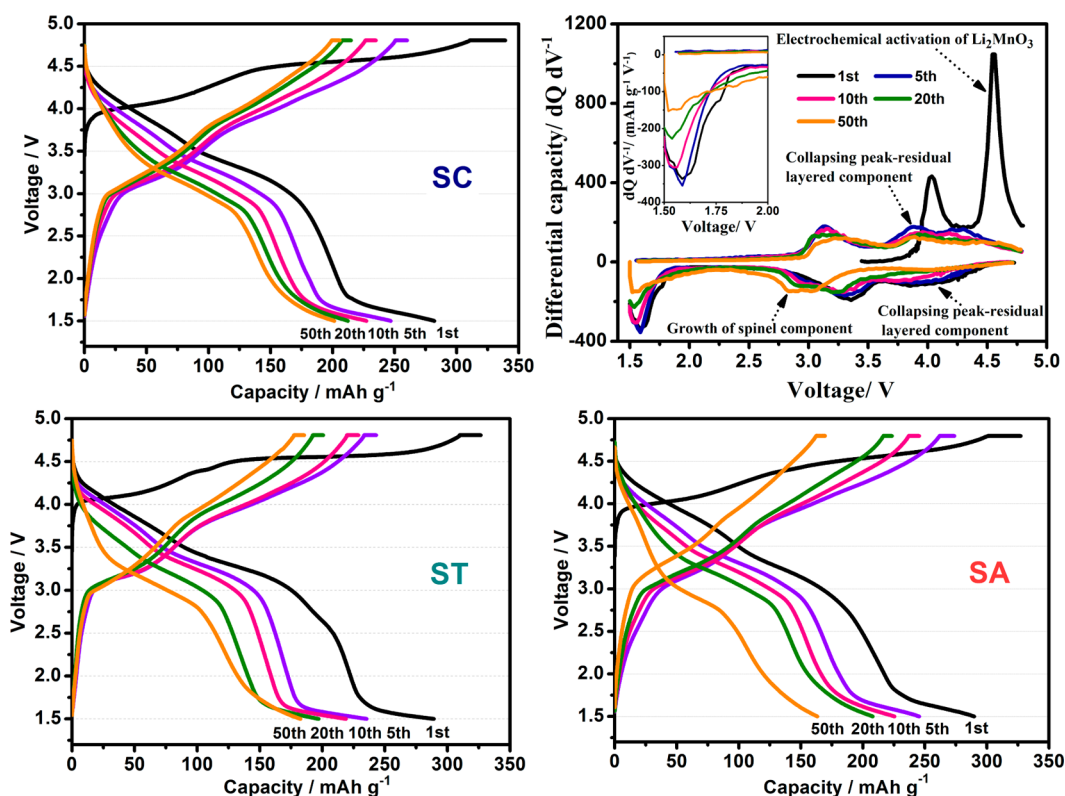 5.0
4.5
4.0
3.5
3.0
2.5
2.0
1.5
Voltage / V
SC
50th 20th 10th 5th 1st
0 50 100 150 200 250 300 350
Capacity / mAh g-1
1200
900
600
300
0
-400
Differential capacity/ dQ dV-1
Electrochemical activation of Li2MnO3
1st 5th
10th 20th
50th
Collapsing peak-residual
layered component
0
-100
-200
-300
-400
dQ dV-1/ (mAh g-1 V-1)
1.50 1.75 2.00
Voltage/ V
Growth of spinel component
Collapsing peak-residual
layered component
1.5 2.0 2.5 3.0 3.5 4.0 4.5 5.0
Voltage/ V
5.0
4.5
4.0
3.5
3.0
2.5
2.0
1.5
Voltage / V
ST
50th 20th 10th 5th 1st
0 50 100 150 200 250 300 350
Capacity / mAh g-1
5.0
4.5
4.0
3.5
3.0
2.5
2.0
1.5
Voltage / V
SA
50th 20th 10th 5th 1st
0 50 100 150 200 250 300 350
Capacity / mAh g-1